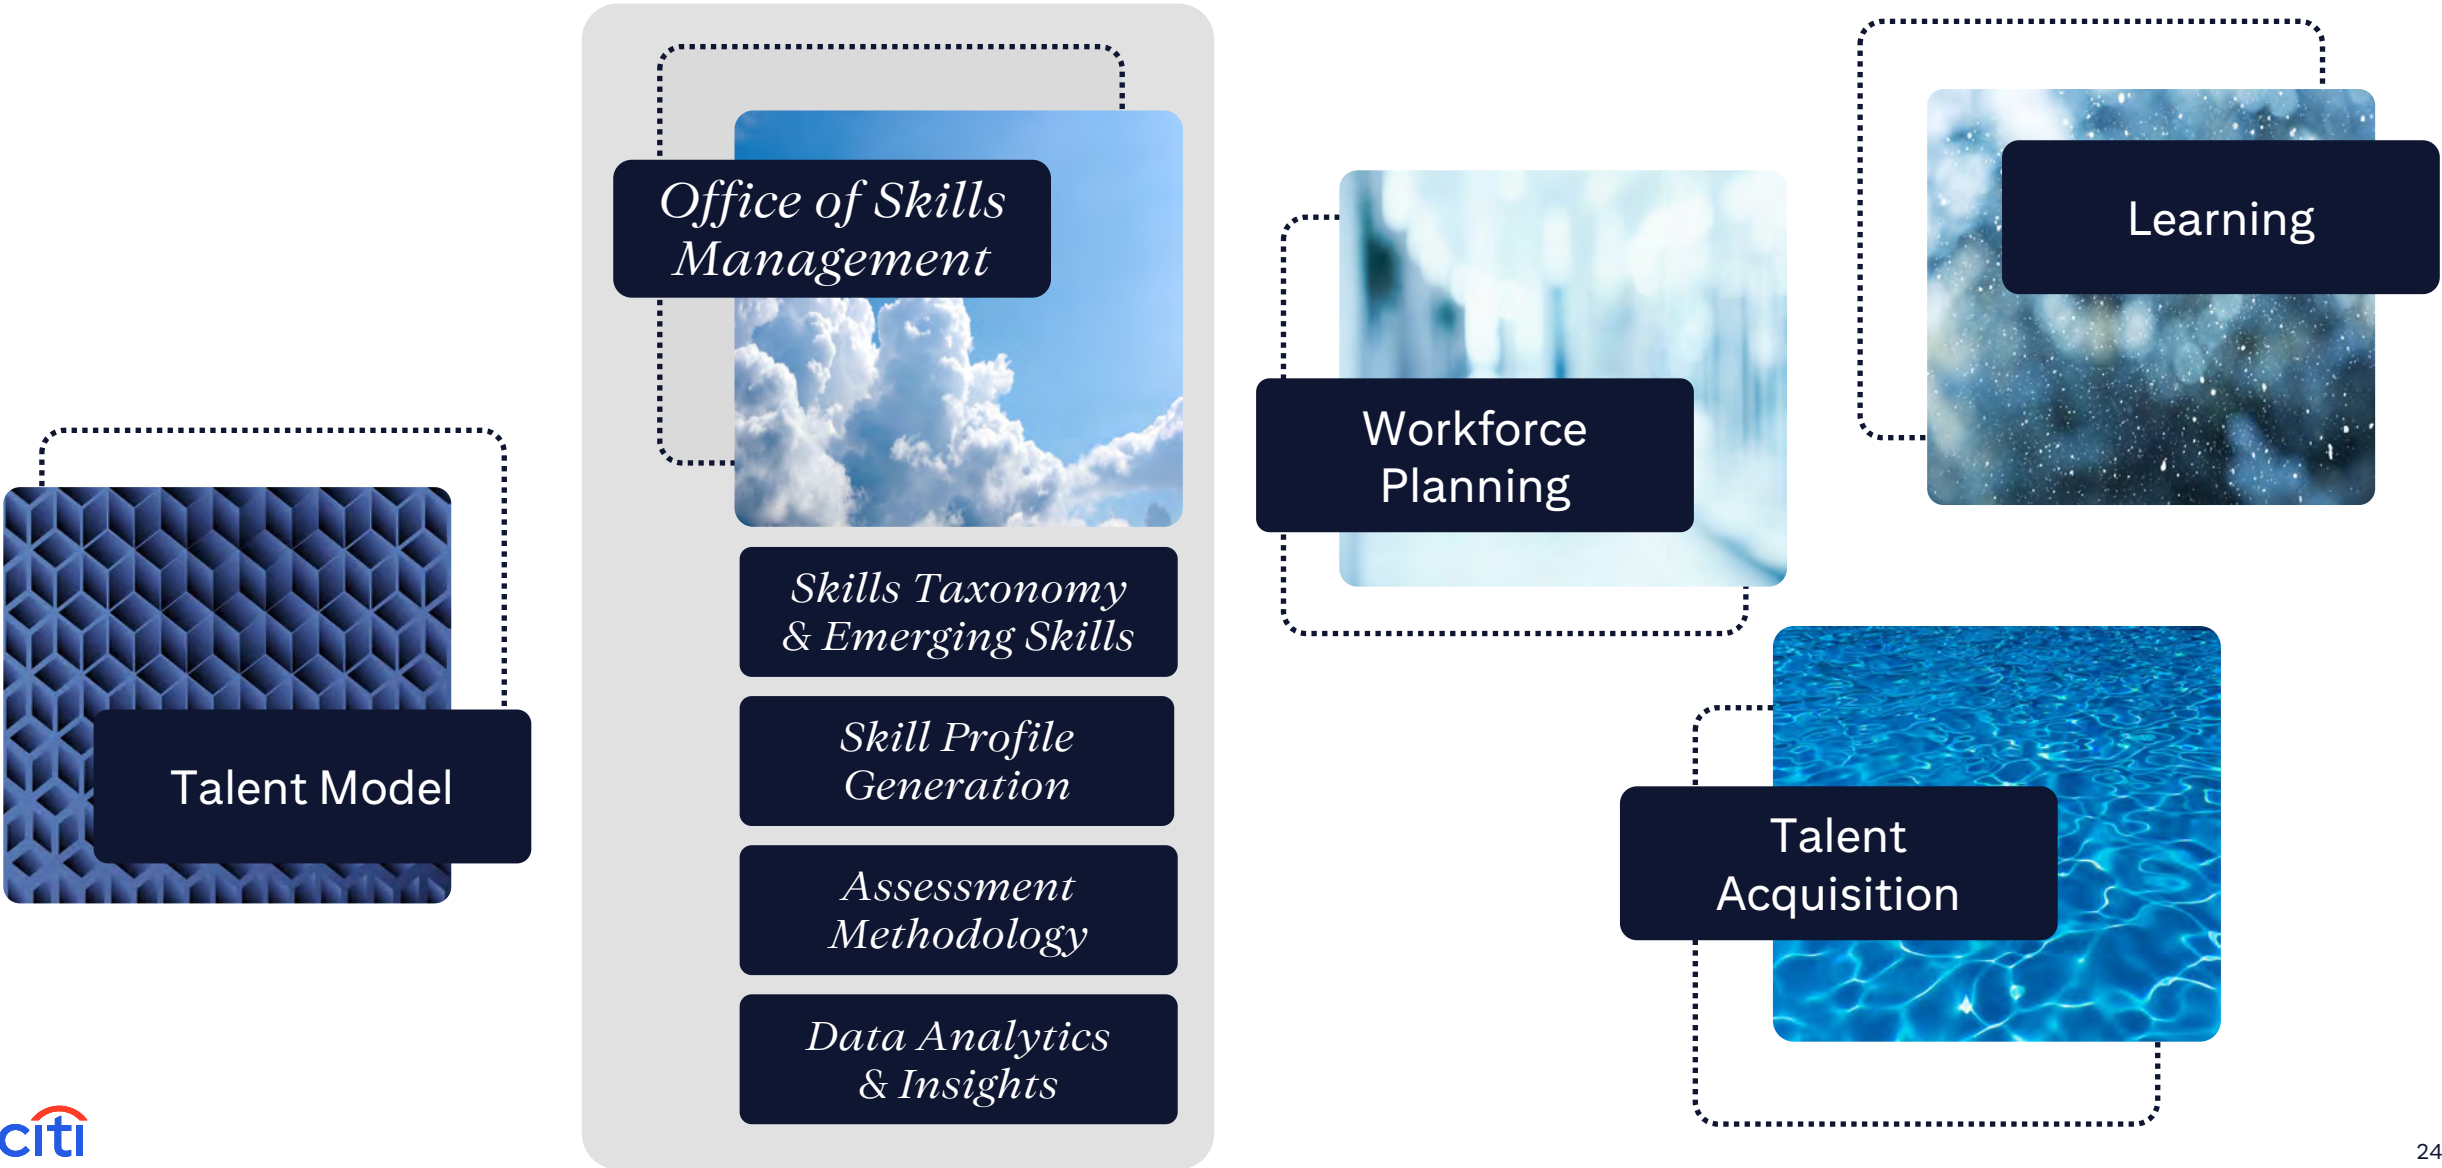 Office of Skills
Management
Skills Taxonomy
& Emerging Skills
Skill Profile
Generation
Assessment
Methodology
Data Analytics
& Insights
Talent Model
Workforce
Planning
Learning
Talent
Acquisition
citi
24